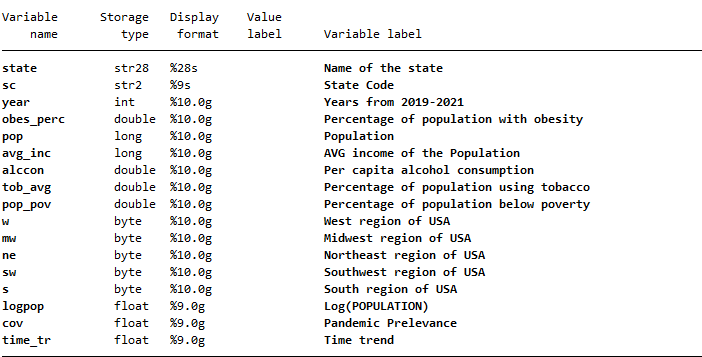 Variable Storage Display Value
name type format label Variable label
state str28 %28s Name of the state
sc str2 %9s State Code
year int %10.0g Years from 2019-2021
obes_perc double %10.0g Percentage of population with obesity
pop long %10.0g Population
avg_inc long %10.0g AVG income of the Population
alccon double %10.0g Per capita alcohol consumption
tob_avg double %10.0g Percentage of population using tobacco
pop_pov double %10.0g Percentage of population below poverty
w byte %10.0g West region of USA
mw byte %10.0g Midwest region of USA
ne byte %10.0g Northeast region of USA
sw byte %10.0g Southwest region of USA
s byte %10.0g South region of USA
logpop float %9.0g Log(POPULATION)
cov float %9.0g Pandemic Prelevance
time_tr float %9.0g Time trend